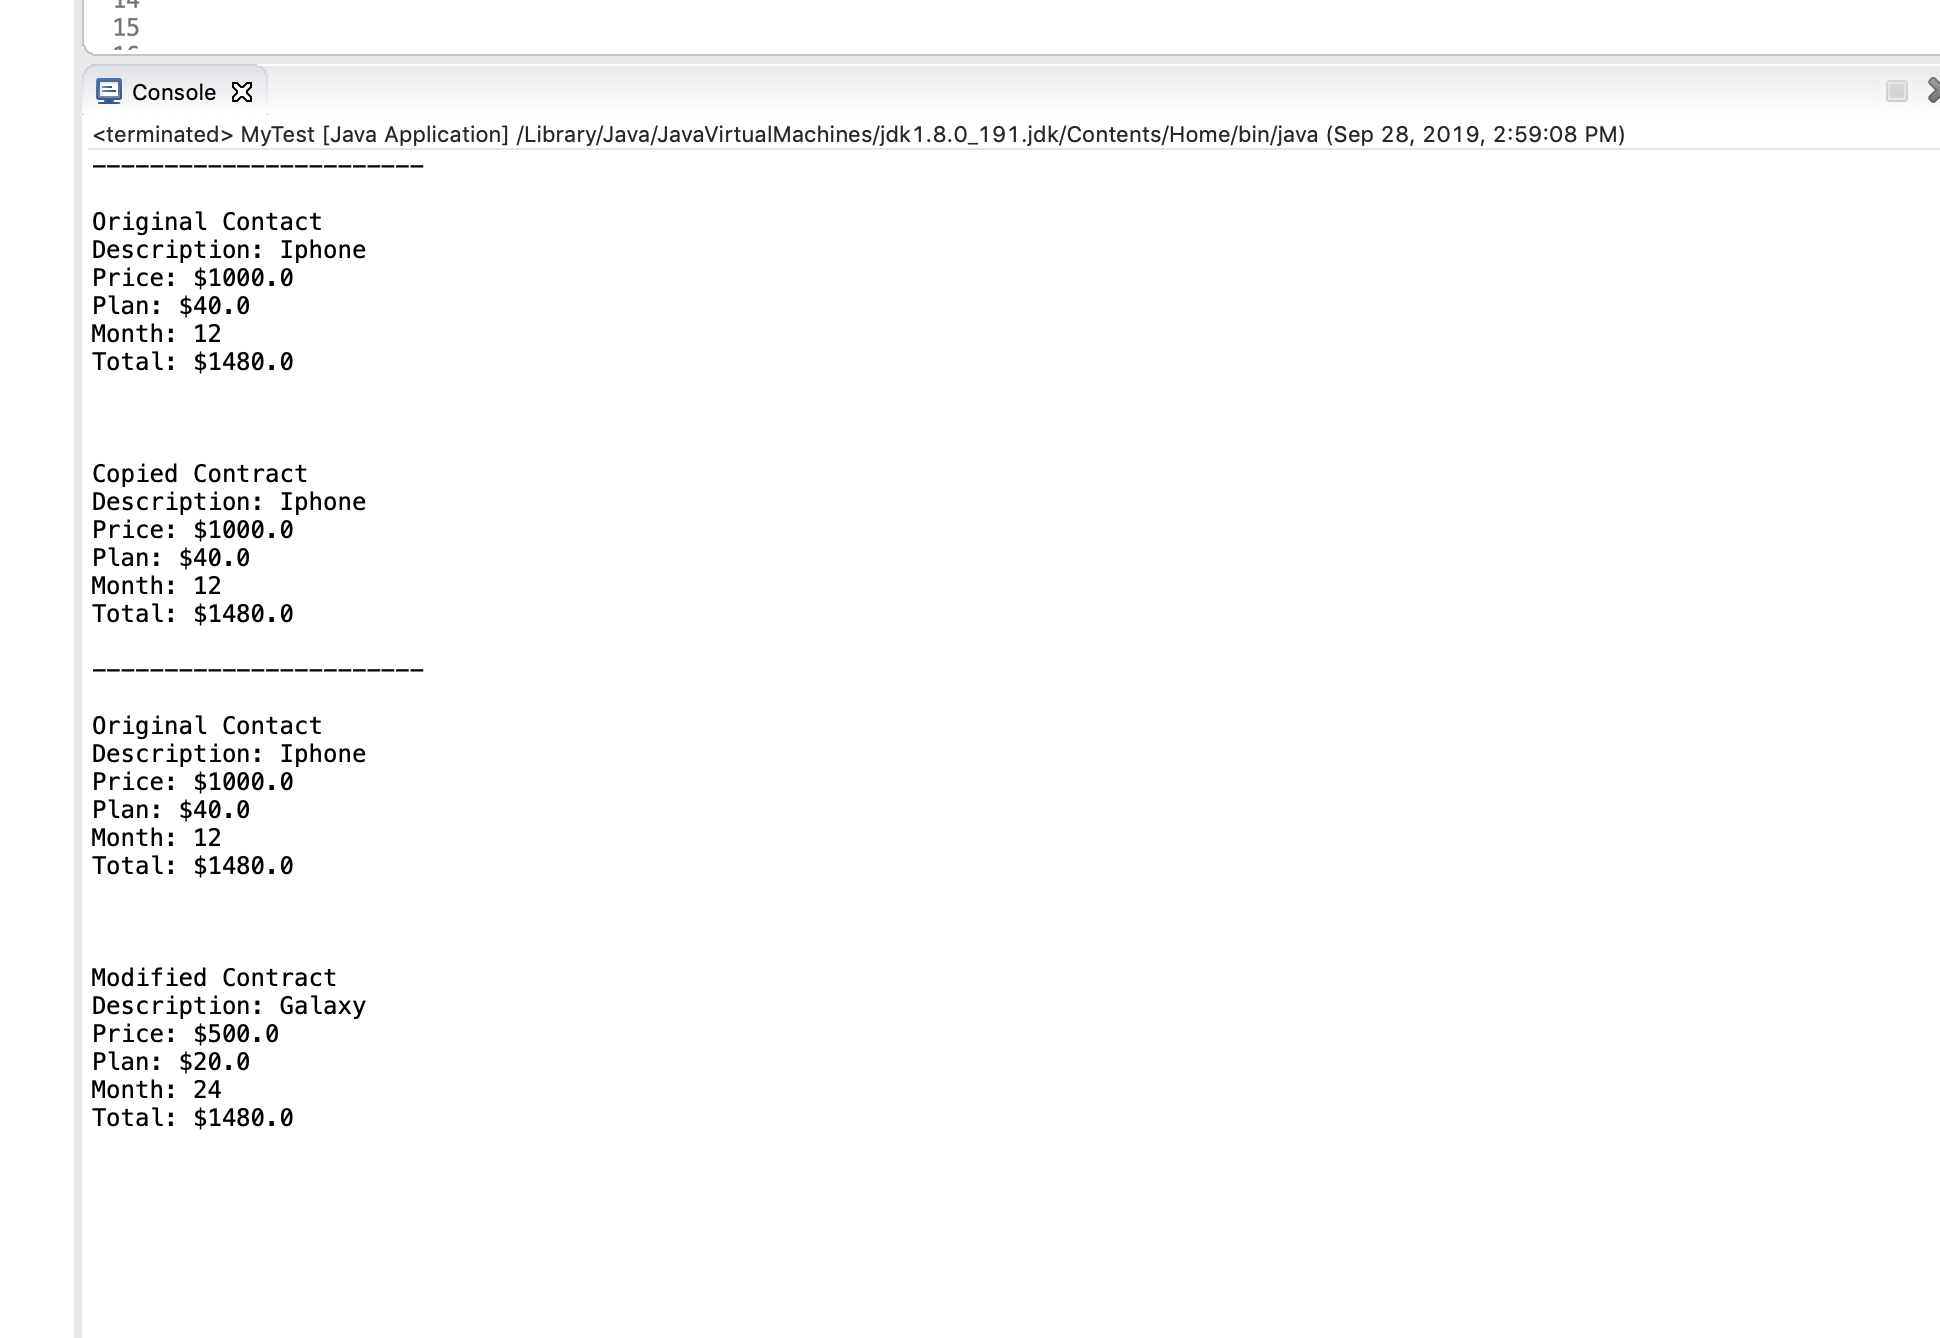 15
Console
<terminated> MyTest [Java Application] /Library/Java/JavaVirtualMachines/jdk1.8.0_191.jdk/Contents/Home/bin/java (Sep 28, 2019, 2:59:08 PM)
-----------------------
Original Contact
Description: Iphone
Price: $1000.0
Plan: $40.0
Month: 12
Total: $1480.0
Copied Contract
Description: Iphone
Price: $1000.0
Plan: $40.0
Month: 12
Total: $1480.0
-----------------------
Original Contact
Description: Iphone
Price: $1000.0
Plan: $40.0
Month: 12
Total: $1480.0
Modified Contract
Description: Galaxy
Price: $500.0
Plan: $20.0
Month: 24
Total: $1480.0